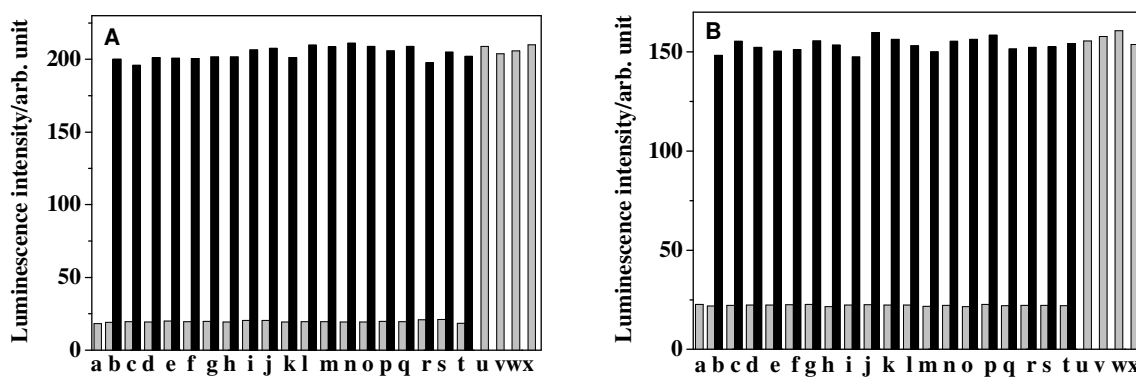 A
Luminescence intensity/arb. unit
200
150
100
50
0
a b c d e f g h i j k l m n o p q r s t u v w x
B
Luminescence intensity/arb. unit
150
100
50
0
a b c d e f g h i j k l m n o p q r s t u v w x